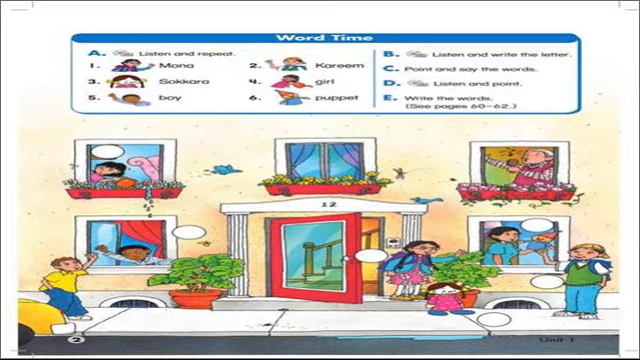 Word Time
A. Listen and repeat.
1. Mona
2. Kareem
3. Sokkara
4. girl
5. boy
6. puppet
B. Listen and write the letter.
C. Point and say the words.
D. Listen and point.
E. Write the words.
(See pages 60–62.)
12
2
Unit 1